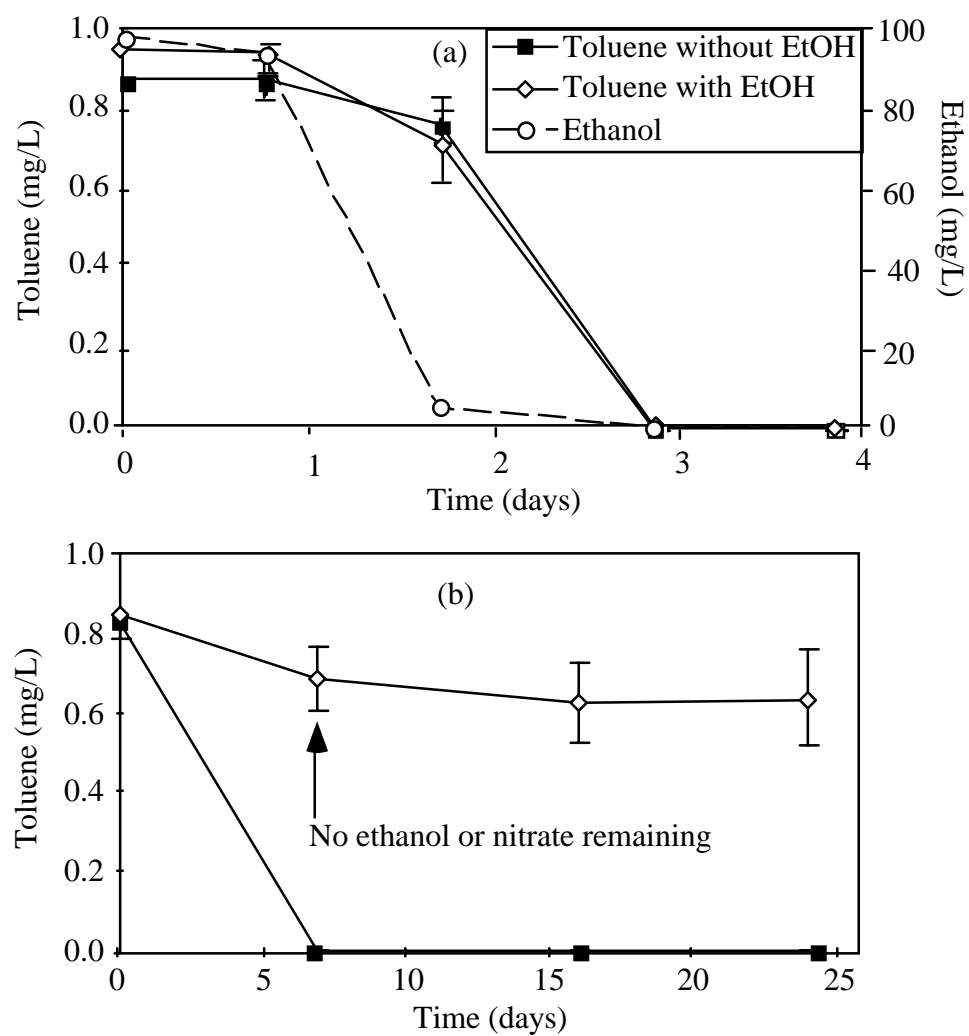 (a)
Toluene without EtOH
Toluene with EtOH
Ethanol
Toluene (mg/L)
1.0
0.8
0.6
0.4
0.2
0.0
100
80
60
40
20
0
Ethanol (mg/L)
0 1 2 3 4
Time (days)
(b)
Toluene (mg/L)
1.0
0.8
0.6
0.4
0.2
0.0
No ethanol or nitrate remaining
0 5 10 15 20 25
Time (days)